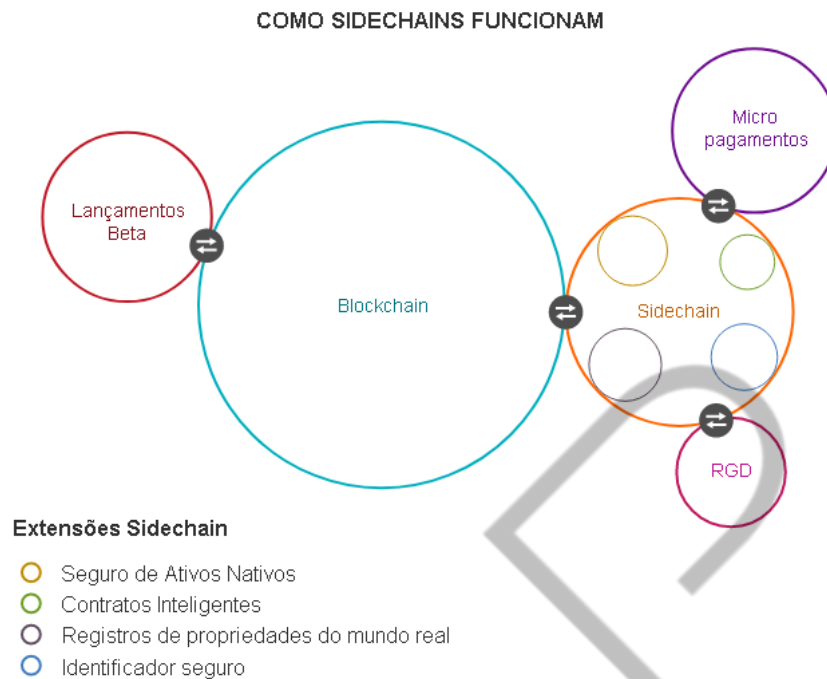 COMO SIDECHAINS FUNCIONAM
Micro
pagamentos
Lançamentos
Beta
Blockchain
Sidechain
RGD
Extensões Sidechain
Seguro de Ativos Nativos
Contratos Inteligentes
Registros de propriedades do mundo real
Identificador seguro